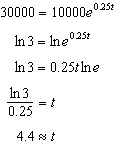 30000 = 10000e^{0.25t}
ln 3 = ln e^{0.25t}
ln 3 = 0.25t ln e
\frac{ln 3}{0.25} = t
4.4 ≈ t